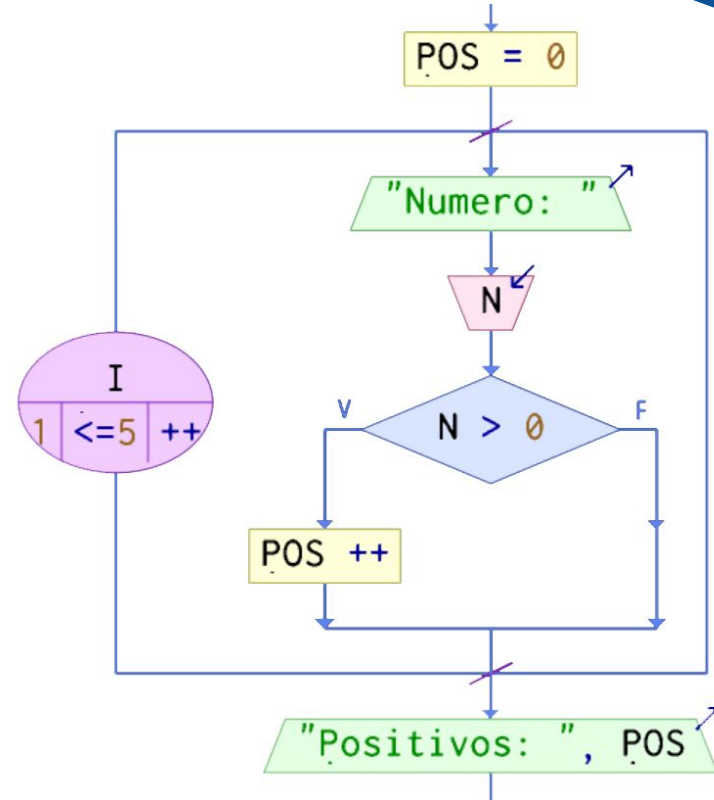 POS = 0
"Numero: "
N
I
1 <=5 ++
V
N > 0
F
POS ++
"Positivos: ", POS